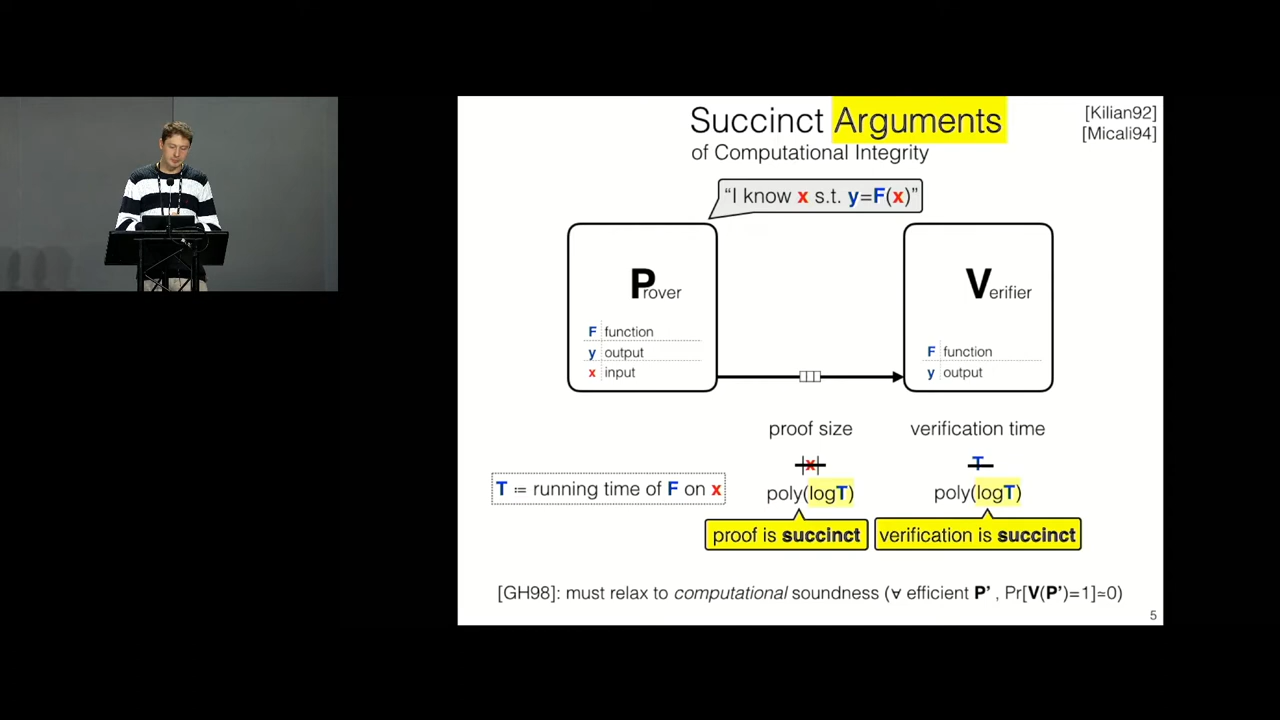 Succinct Arguments
of Computational Integrity
[Kilian92]
[Micali94]
“I know x s.t. y=F(x)”
Prover
F function
y output
x input
Verifier
F function
y output
proof size
verification time
|x|
T
T ≔ running time of F on x
poly(logT)
poly(logT)
proof is succinct
verification is succinct
[GH98]: must relax to computational soundness (∀ efficient P’ , Pr[V(P’)=1]≃0)
5